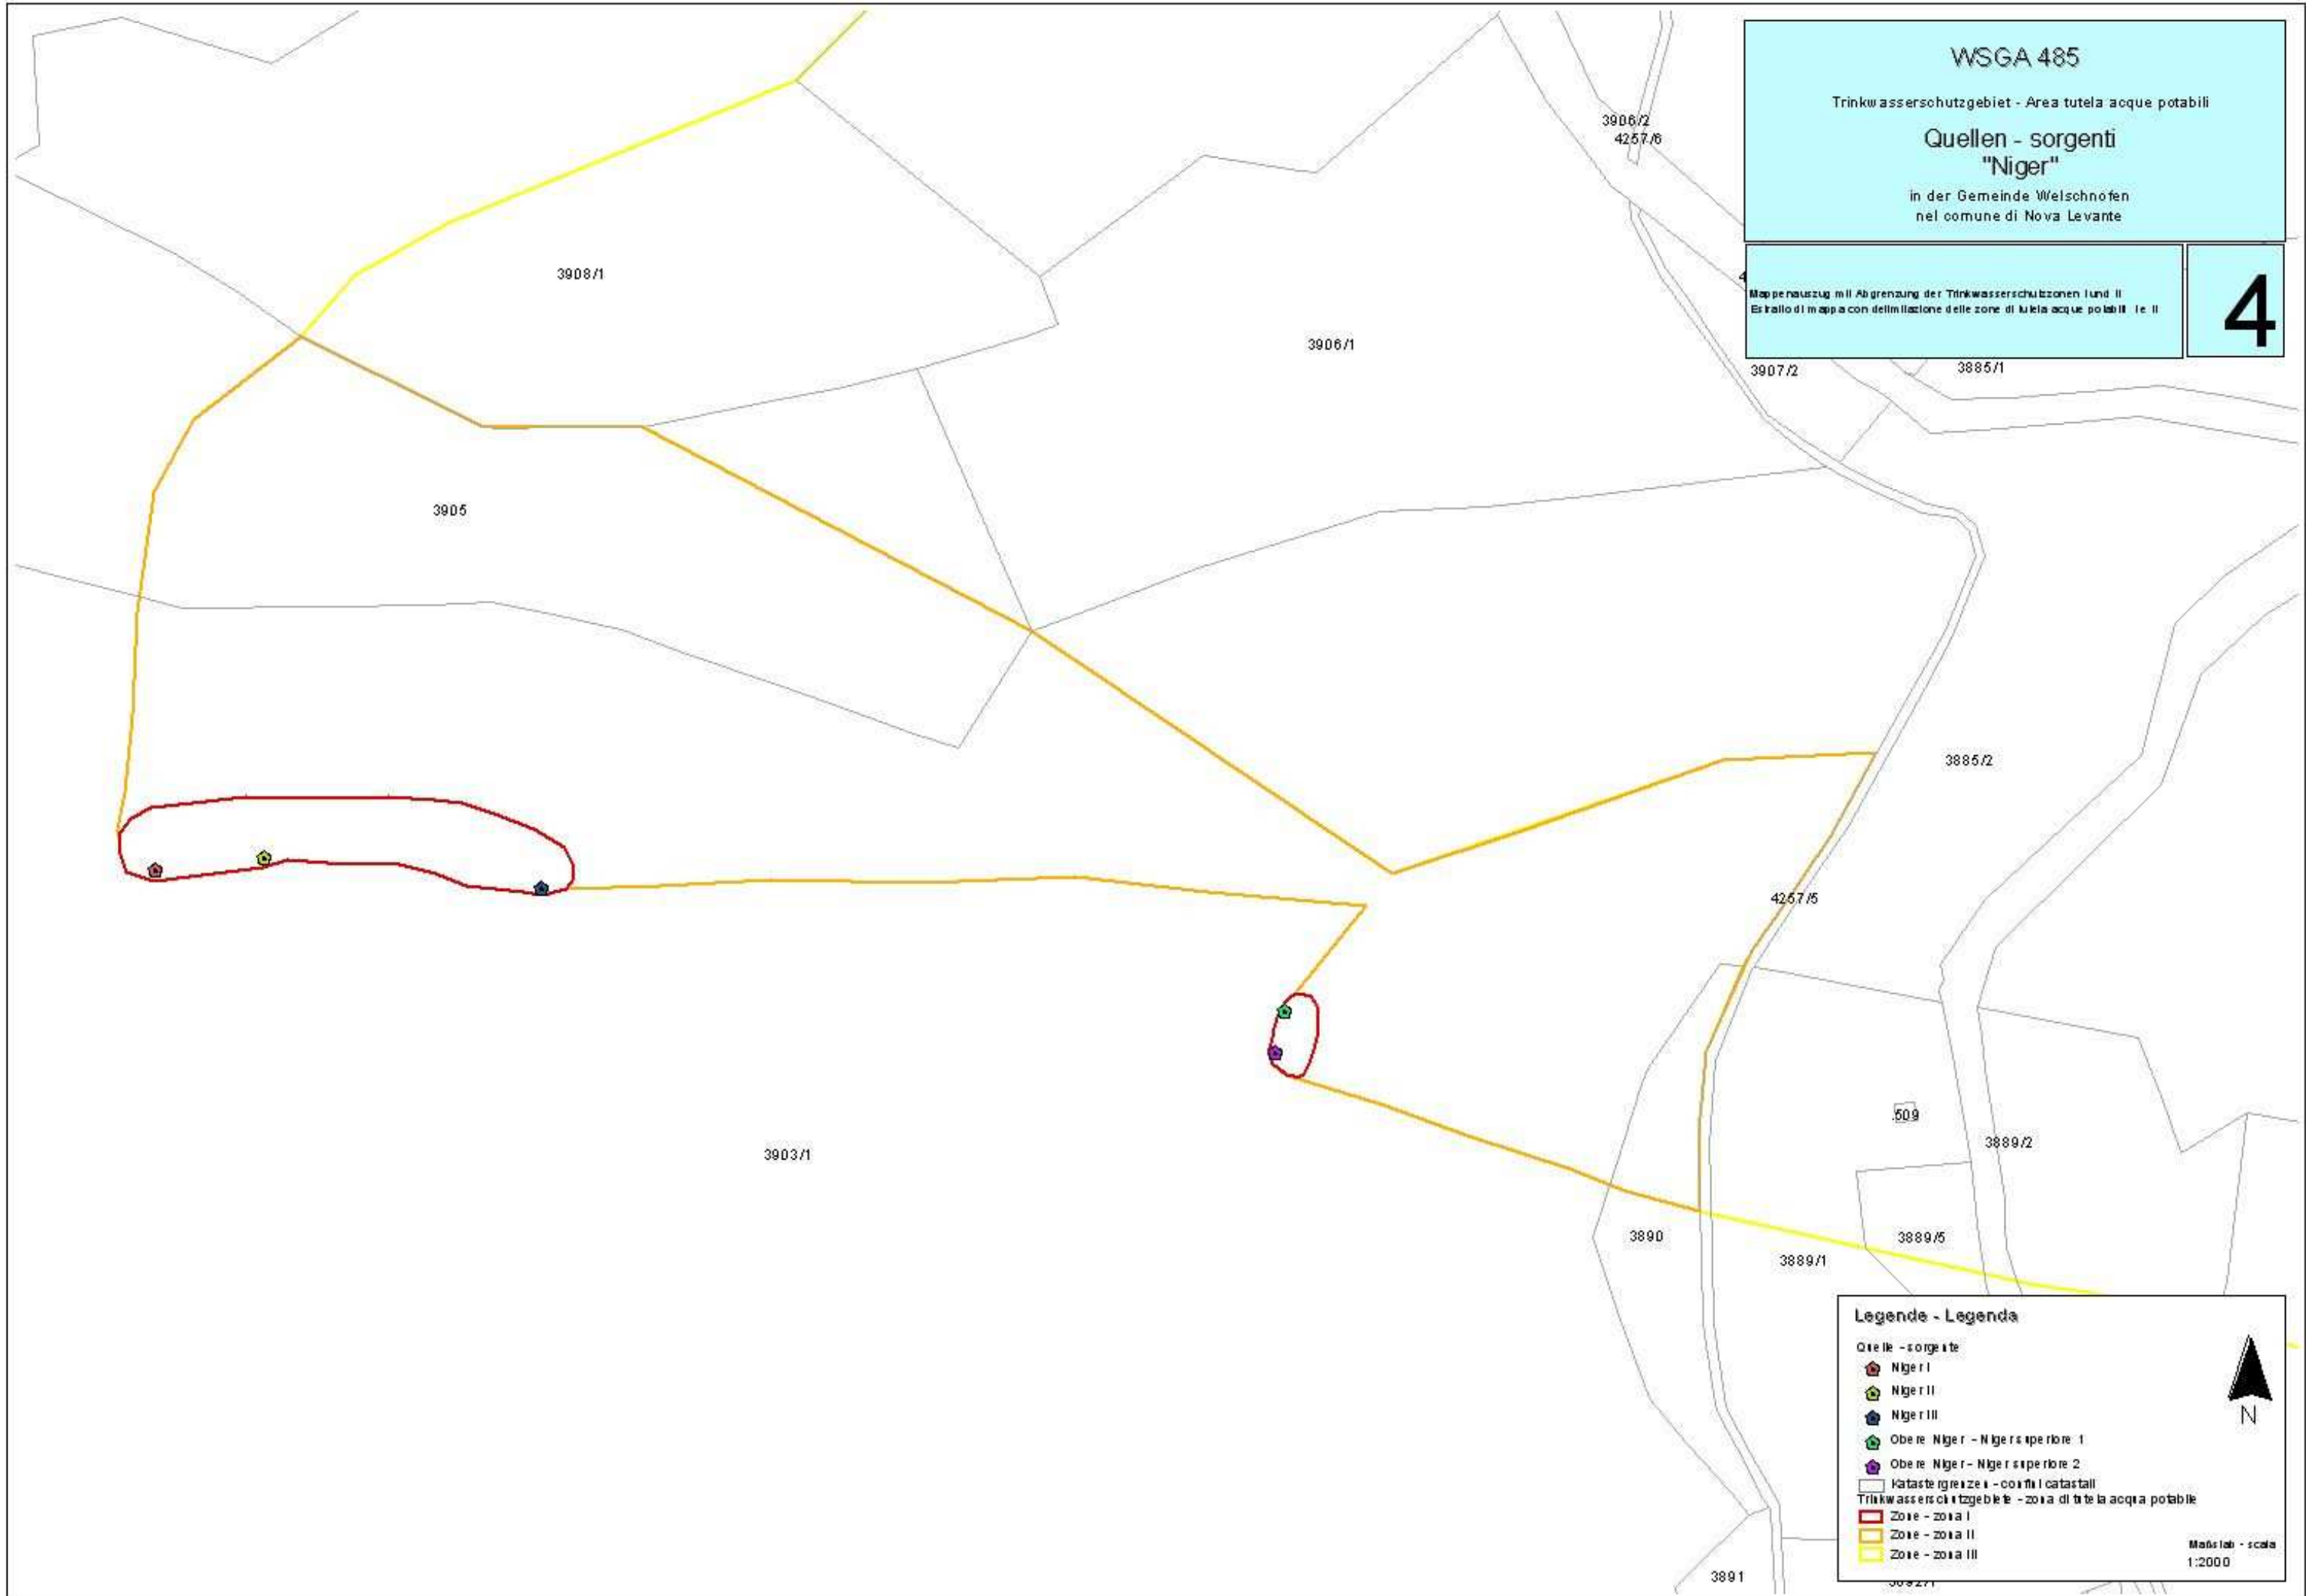 WSGA 485
Trinkwasserschutzgebiet - Area tutela acque potabili
Quellen - sorgenti
"Niger"
in der Gemeinde Welschnofen
nel comune di Nova Levante
Mappenauszug mit Abgrenzung der Trinkwasserschutzzonen I und II
Estratto di mappa con delimitazione delle zone di tutela acque potabili I e II
4
3906/2
4257/6
3908/1
3906/1
4
3907/2
3885/1
3905
3885/2
4257/5
.509
3889/2
3903/1
3890
3889/5
3889/1
3891
Legende - Legenda
Quelle - sorgente
Niger I
Niger II
Niger III
Obere Niger - Niger superiore 1
Obere Niger - Niger superiore 2
Katastergrenzen - confini catastali
Trinkwasserschutzgebiete - zona di tutela acqua potabile
Zone - zona I
Zone - zona II
Zone - zona III
N
Maßstab - scala
1:2000